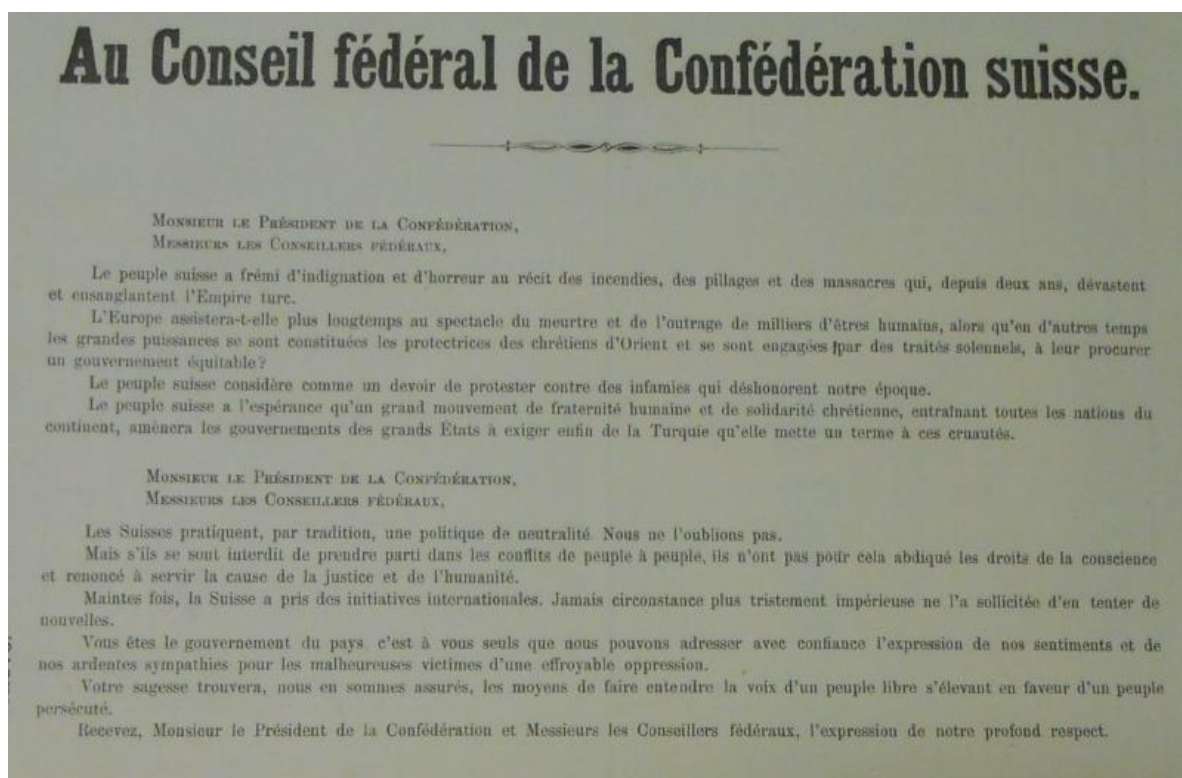 Au Conseil fédéral de la Confédération suisse.
Monsieur le Président de la Confédération,
Messieurs les Conseillers fédéraux,
Le peuple suisse a frémi d'indignation et d'horreur au récit des incendies, des pillages et des massacres qui, depuis deux ans, dévastent
et ensanglantent l'Empire turc.
L'Europe assistera-t-elle plus longtemps au spectacle du meurtre et de l'outrage de milliers d'êtres humains, alors qu'en d'autres temps
les grandes puissances se sont constituées les protectrices des chrétiens d'Orient et se sont engagées par des traités solennels, à leur procurer
un gouvernement équitable?
Le peuple suisse considère comme un devoir de protester contre des infamies qui déshonorent notre époque.
Le peuple suisse a l'espérance qu'un grand mouvement de fraternité humaine et de solidarité chrétienne, entraînant toutes les nations du
continent, amènera les gouvernements des grands États à exiger enfin de la Turquie qu'elle mette un terme à ces cruautés.
Monsieur le Président de la Confédération,
Messieurs les Conseillers fédéraux,
Les Suisses pratiquent, par tradition, une politique de neutralité. Nous ne l'oublions pas.
Mais s'ils se sont interdit de prendre parti dans les conflits de peuple à peuple, ils n'ont pas pour cela abdiqué les droits de la conscience
et renoncé à servir la cause de la justice et de l'humanité.
Maintes fois, la Suisse a pris des initiatives internationales. Jamais circonstance plus tristement impérieuse ne l'a sollicitée d'en tenter de
nouvelles.
Vous êtes le gouvernement du pays c'est à vous seuls que nous pouvons adresser avec confiance l'expression de nos sentiments et de
nos ardentes sympathies pour les malheureuses victimes d'une effroyable oppression.
Votre sagesse trouvera, nous en sommes assurés, les moyens de faire entendre la voix d'un peuple libre s'élevant en faveur d'un peuple
persécuté.
Recevez, Monsieur le Président de la Confédération et Messieurs les Conseillers fédéraux, l'expression de notre profond respect.